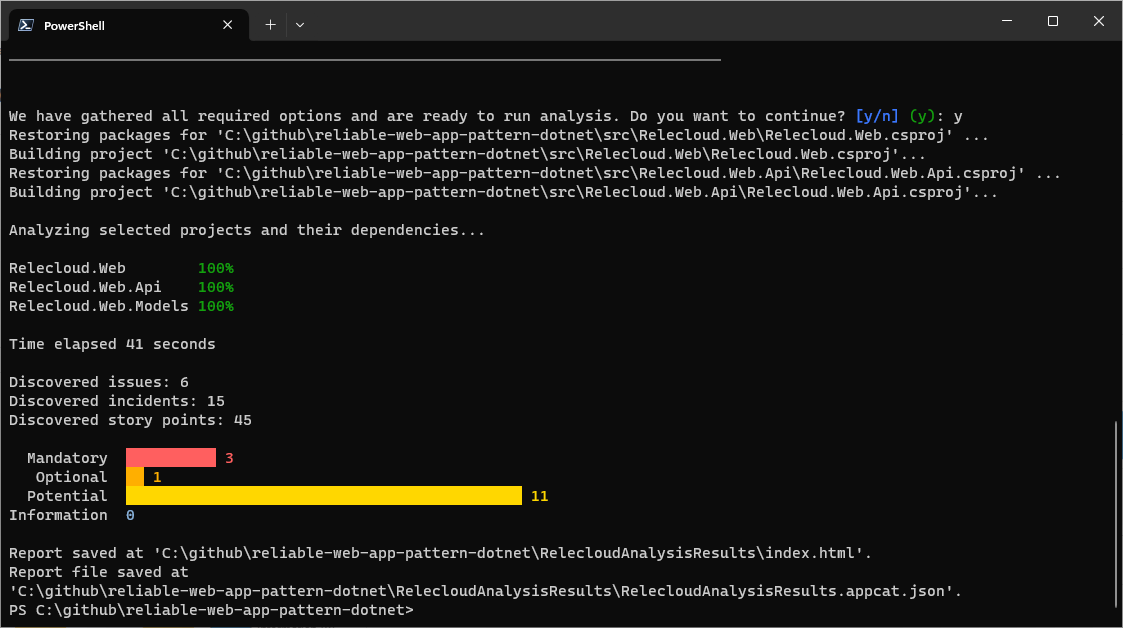 PowerShell
We have gathered all required options and are ready to run analysis. Do you want to continue? [y/n] (y): y
Restoring packages for 'C:\github\reliable-web-app-pattern-dotnet\src\Relecloud.Web\Relecloud.Web.csproj' ...
Building project 'C:\github\reliable-web-app-pattern-dotnet\src\Relecloud.Web\Relecloud.Web.csproj'...
Restoring packages for 'C:\github\reliable-web-app-pattern-dotnet\src\Relecloud.Web.Api\Relecloud.Web.Api.csproj' ...
Building project 'C:\github\reliable-web-app-pattern-dotnet\src\Relecloud.Web.Api\Relecloud.Web.Api.csproj'...
Analyzing selected projects and their dependencies...
Relecloud.Web 100%
Relecloud.Web.Api 100%
Relecloud.Web.Models 100%
Time elapsed 41 seconds
Discovered issues: 6
Discovered incidents: 15
Discovered story points: 45
Mandatory 3
Optional 1
Potential 11
Information 0
Report saved at 'C:\github\reliable-web-app-pattern-dotnet\RelecloudAnalysisResults\index.html'.
Report file saved at
'C:\github\reliable-web-app-pattern-dotnet\RelecloudAnalysisResults\RelecloudAnalysisResults.appcat.json'.
PS C:\github\reliable-web-app-pattern-dotnet>